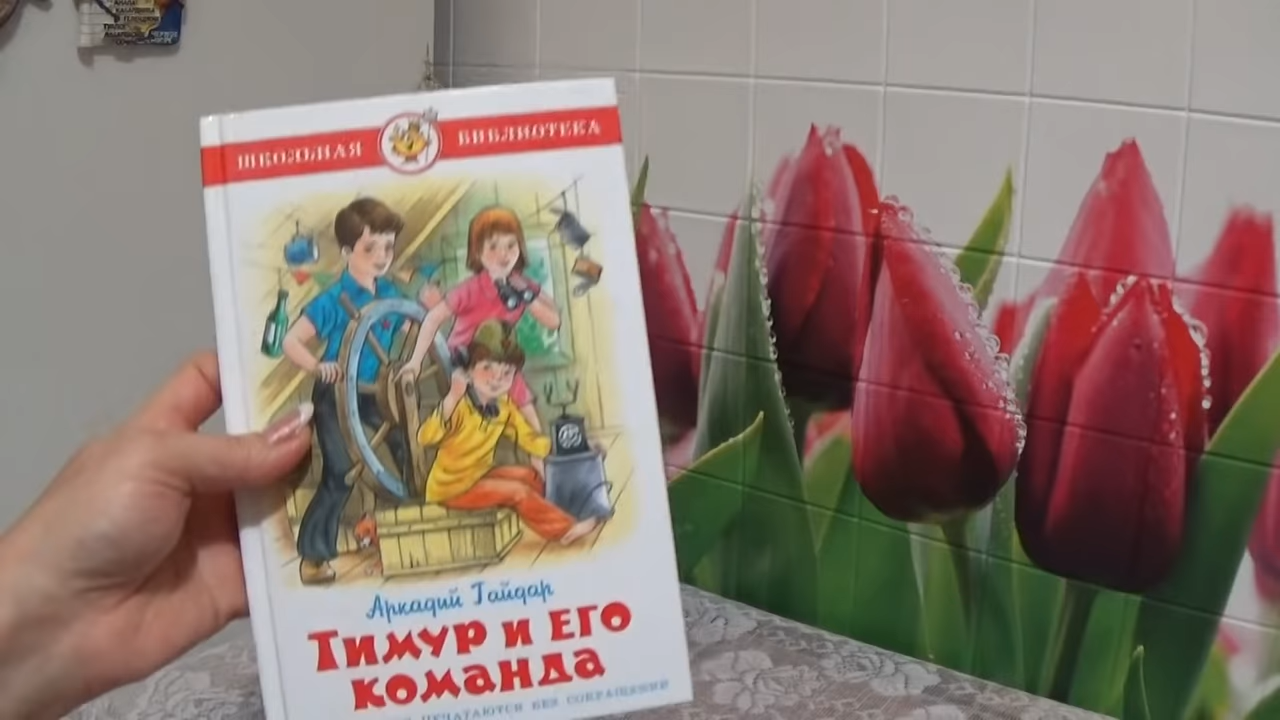 ШКОЛЬНАЯ БИБЛИОТЕКА
Аркадий Гайдар
Тимур и его
команда
ПЕЧАТАЮТСЯ БЕЗ СОКРАЩЕНИЙ